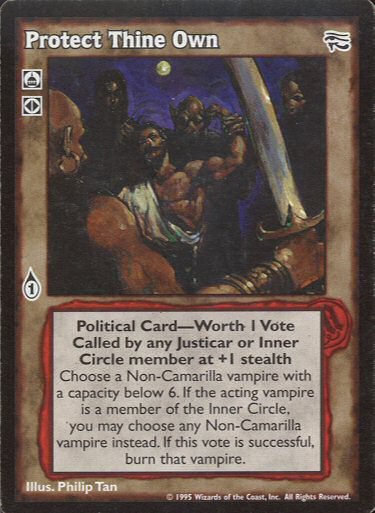 Protect Thine Own
1
Political Card—Worth 1 Vote
Called by any Justicar or Inner
Circle member at +1 stealth
Choose a Non-Camarilla vampire with
a capacity below 6. If the acting vampire
is a member of the Inner Circle,
you may choose any Non-Camarilla
vampire instead. If this vote is successful,
burn that vampire.
Illus. Philip Tan
© 1995 Wizards of the Coast, Inc. All Rights Reserved.